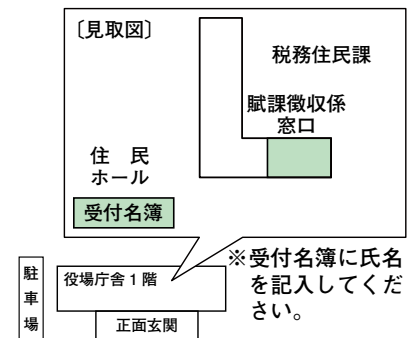 〔見取図〕
税務住民課
賦課徴収係
窓口
住　民
ホール
受付名簿
※受付名簿に氏名
を記入してくだ
さい。
役場庁舎1階
駐車場
正面玄関